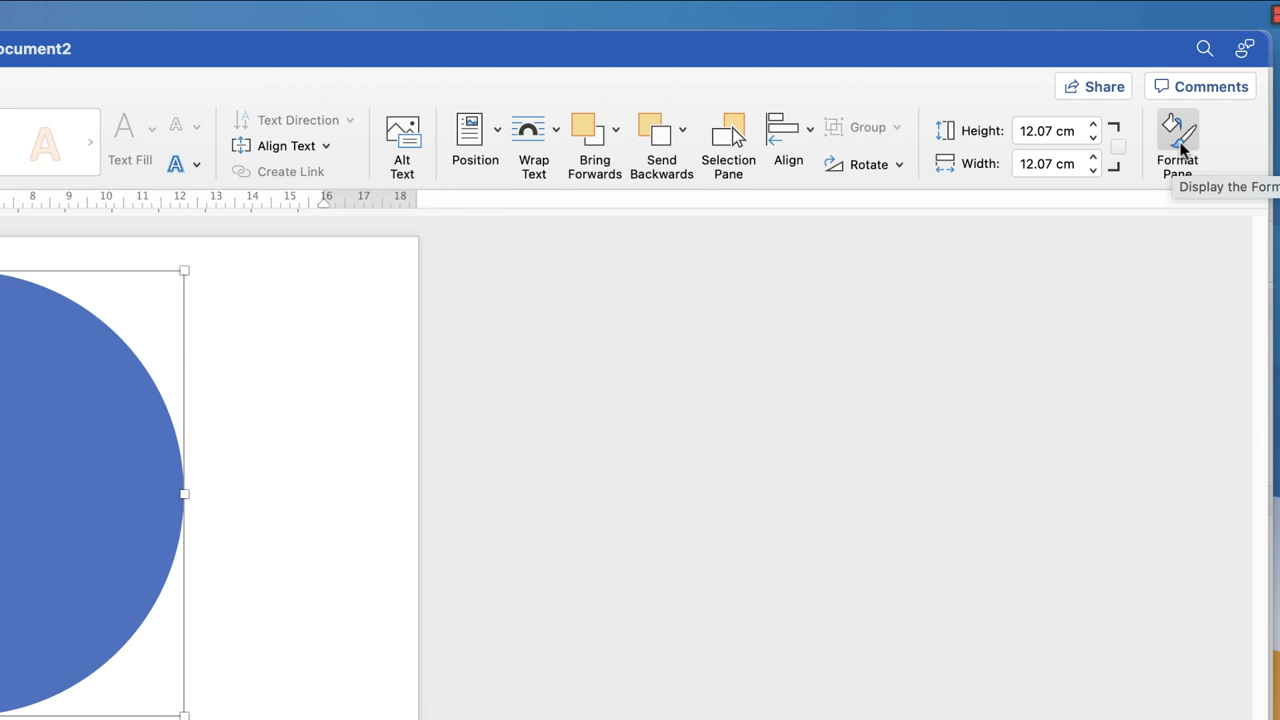 ocument2
Share
Comments
A
A
A
Text Fill
A
Text Direction
Align Text
Create Link
Alt
Text
Position
Wrap
Text
Bring
Forwards
Send
Backwards
Selection
Pane
Align
Group
Rotate
Height:
12.07 cm
Width:
12.07 cm
Format
Pane
Display the Form
8 9 10 11 12 13 14 15 16 17 18